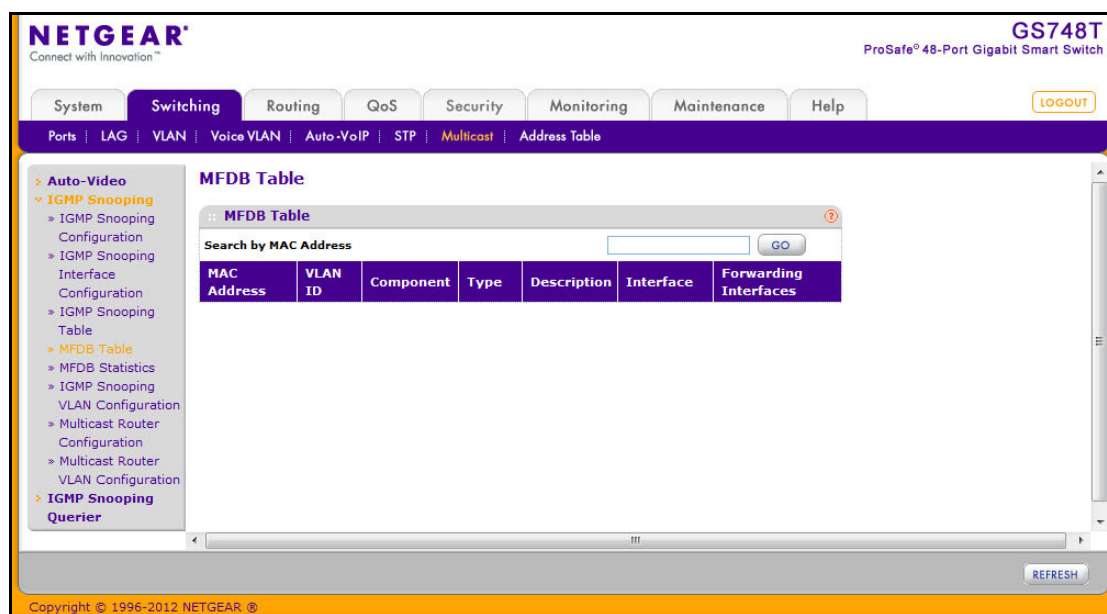 NETGEAR®
Connect with Innovation™
GS748T
ProSafe® 48-Port Gigabit Smart Switch
System Switching Routing QoS Security Monitoring Maintenance Help LOGOUT
Ports LAG VLAN Voice VLAN Auto-VoIP STP Multicast Address Table
Auto-Video
IGMP Snooping
» IGMP Snooping
Configuration
» IGMP Snooping
Interface
Configuration
» IGMP Snooping
Table
» MFDB Table
» MFDB Statistics
» IGMP Snooping
VLAN Configuration
» Multicast Router
Configuration
» Multicast Router
VLAN Configuration
IGMP Snooping
Querier
MFDB Table
MFDB Table ?
Search by MAC Address GO
MAC
Address
VLAN
ID
Component
Type
Description
Interface
Forwarding
Interfaces
REFRESH
Copyright © 1996-2012 NETGEAR ®